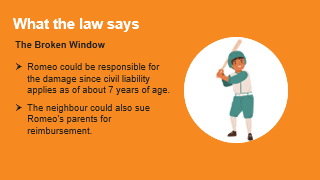 What the law says
The Broken Window
➤ Romeo could be responsible for
the damage since civil liability
applies as of about 7 years of age.
➤ The neighbour could also sue
Romeo's parents for
reimbursement.